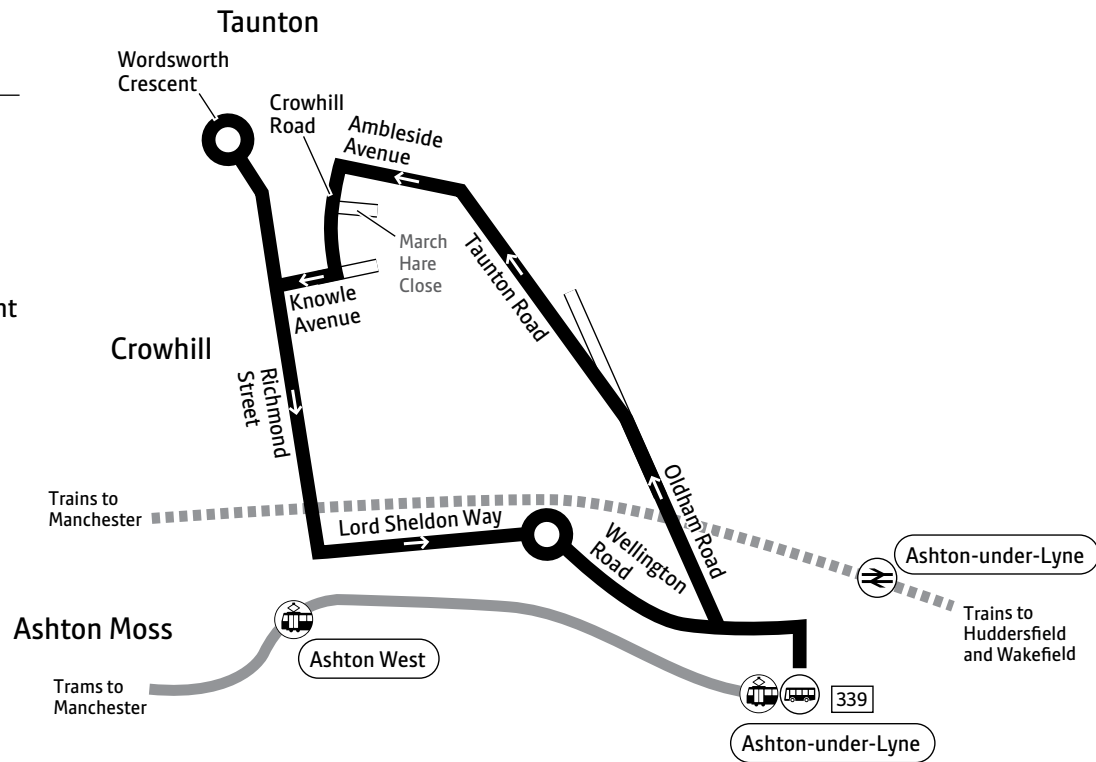 Taunton
Wordsworth
Crescent
Crowhill
Road
Ambleside
Avenue
March
Hare
Close
Taunton Road
nt
Knowle
Avenue
Crowhill
Richmond
Street
Oldham Road
Trains to
Manchester
Lord Sheldon Way
Wellington
Road
Ashton-under-Lyne
Trains to
Huddersfield
and Wakefield
Ashton Moss
Ashton West
Trams to
Manchester
339
Ashton-under-Lyne